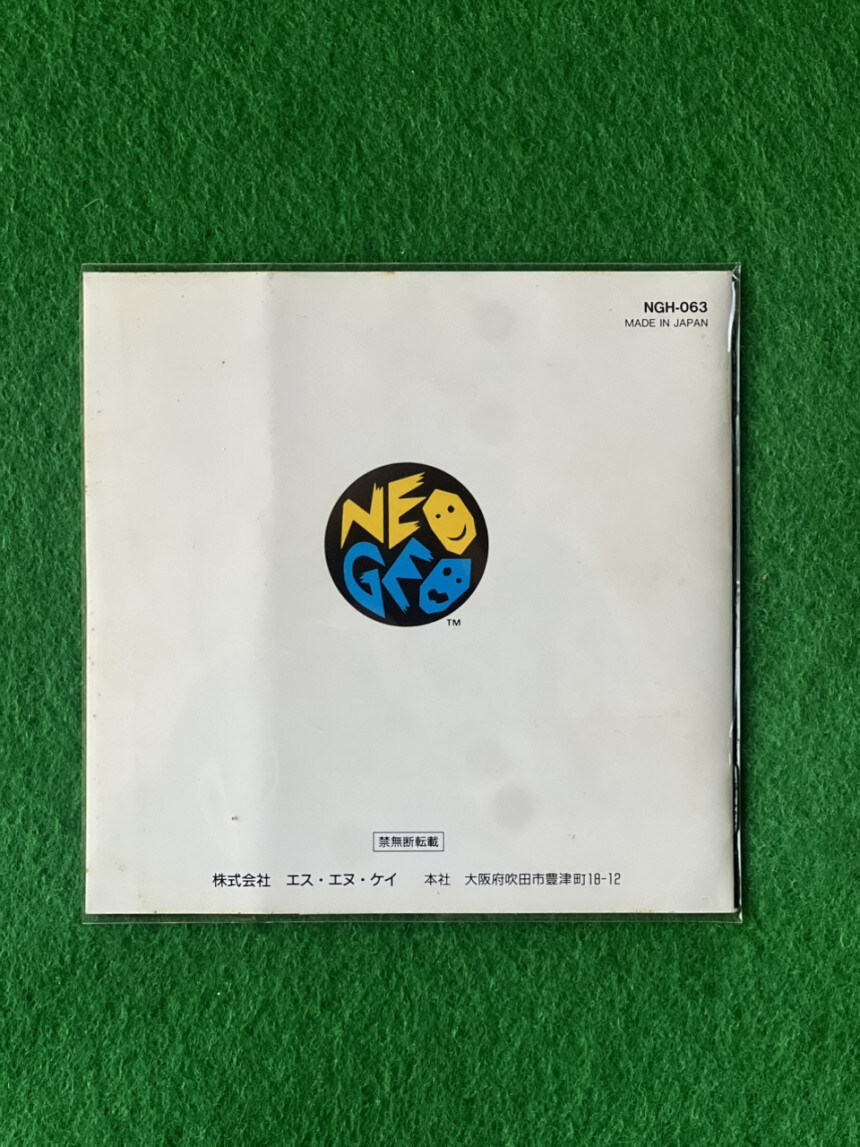 NGH-063
MADE IN JAPAN
NEO
GEO
TM
禁無断転載
株式会社 エス・エヌ・ケイ 本社 大阪府吹田市豊津町18-12